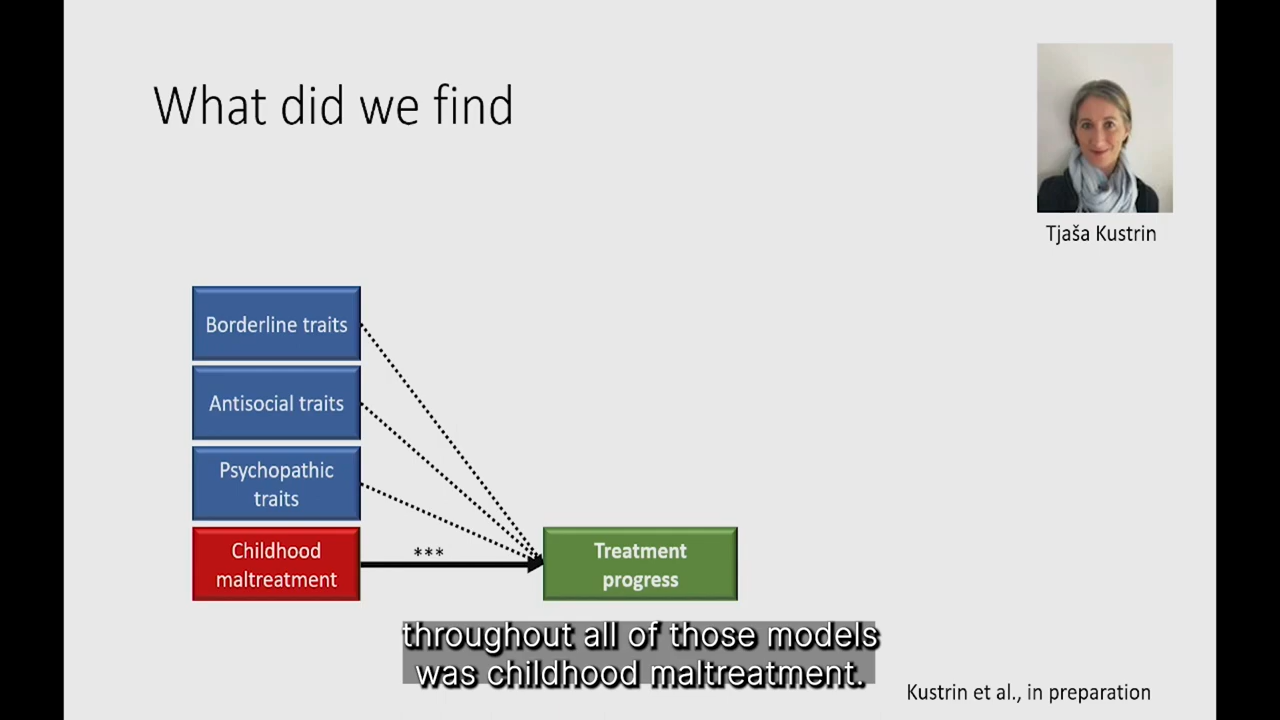 What did we find
Tjaša Kustrin
Borderline traits
Antisocial traits
Psychopathic
traits
Childhood
maltreatment
***
Treatment
progress
throughout all of those models
was childhood maltreatment.
Kustrin et al., in preparation